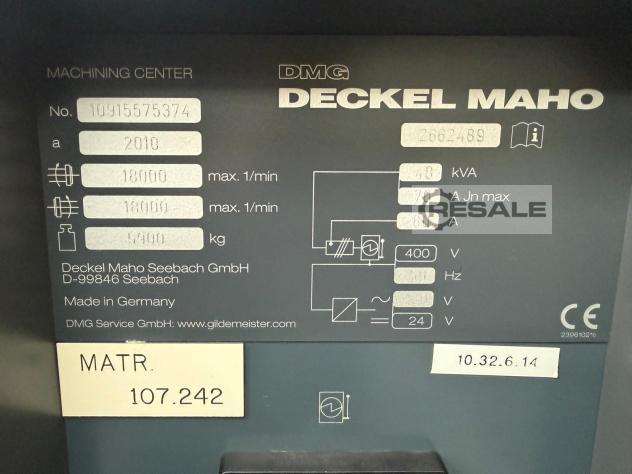 MACHINING CENTER
DMG
DECKEL MAHO
No. 10915575374
2662489
a 2010
18000 max. 1/min
48 kVA
18000 max. 1/min
A Jn max
A
RESALE
kg
400 V
Hz
Deckel Maho Seebach GmbH
D-99846 Seebach
Made in Germany
V
24 V
DMG Service GmbH: www.gildemeister.com
CE
MATR.
107.242
10.32.6.14